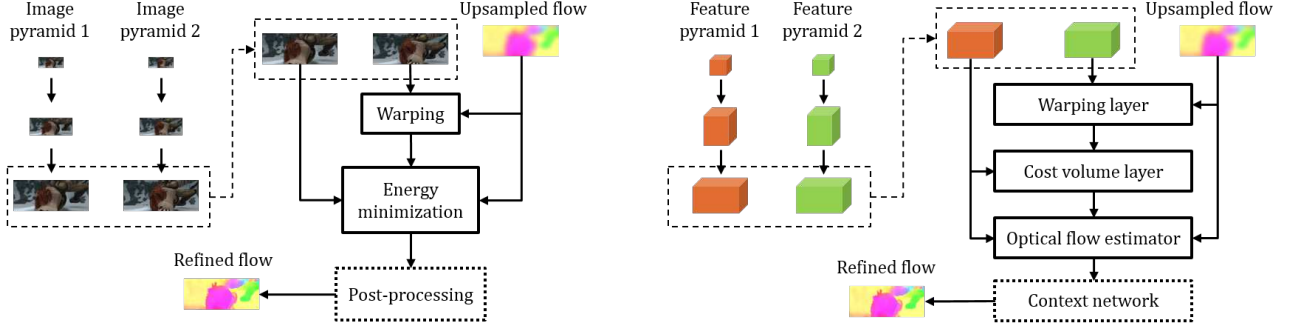 Image
pyramid 1
Image
pyramid 2
Upsampled flow
Warping
Energy
minimization
Refined flow
Post-processing
Feature
pyramid 1
Feature
pyramid 2
Upsampled flow
Warping layer
Cost volume layer
Optical flow estimator
Refined flow
Context network